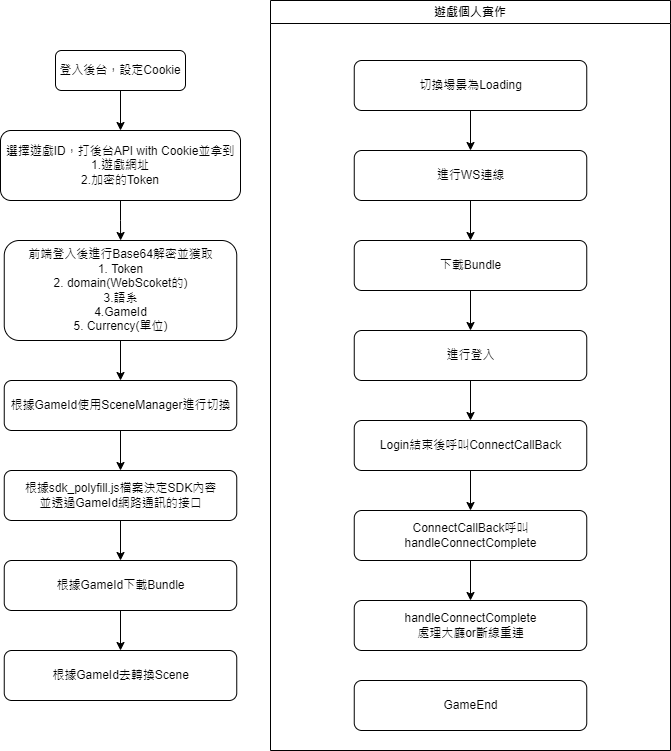 登入後台，設定Cookie
選擇遊戲ID，打後台API with Cookie並拿到
1.遊戲網址
2.加密的Token
前端登入後進行Base64解密並獲取
1. Token
2. domain(WebScoket的)
3.語系
4.GameId
5. Currency(單位)
根據GameId使用SceneManager進行切換
根據sdk_polyfill.js檔案決定SDK內容
並透過GameId網路通訊的接口
根據GameId下載Bundle
根據GameId去轉換Scene
遊戲個人實作
切換場景為Loading
進行WS連線
下載Bundle
進行登入
Login結束後呼叫ConnectCallBack
ConnectCallBack呼叫
handleConnectComplete
handleConnectComplete
處理大廳or斷線重連
GameEnd